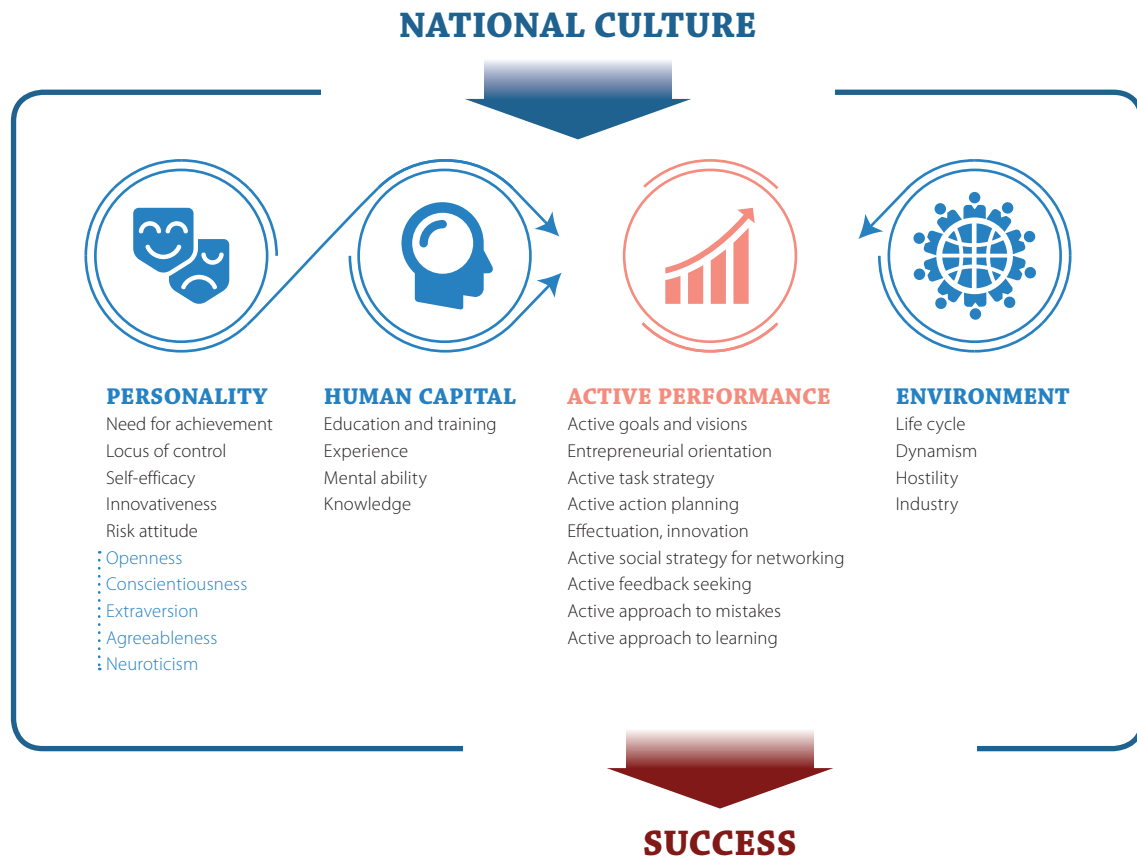 NATIONAL CULTURE
PERSONALITY
Need for achievement
Locus of control
Self-efficacy
Innovativeness
Risk attitude
Openness
Conscientiousness
Extraversion
Agreeableness
Neuroticism
HUMAN CAPITAL
Education and training
Experience
Mental ability
Knowledge
ACTIVE PERFORMANCE
Active goals and visions
Entrepreneurial orientation
Active task strategy
Active action planning
Effectuation, innovation
Active social strategy for networking
Active feedback seeking
Active approach to mistakes
Active approach to learning
ENVIRONMENT
Life cycle
Dynamism
Hostility
Industry
SUCCESS